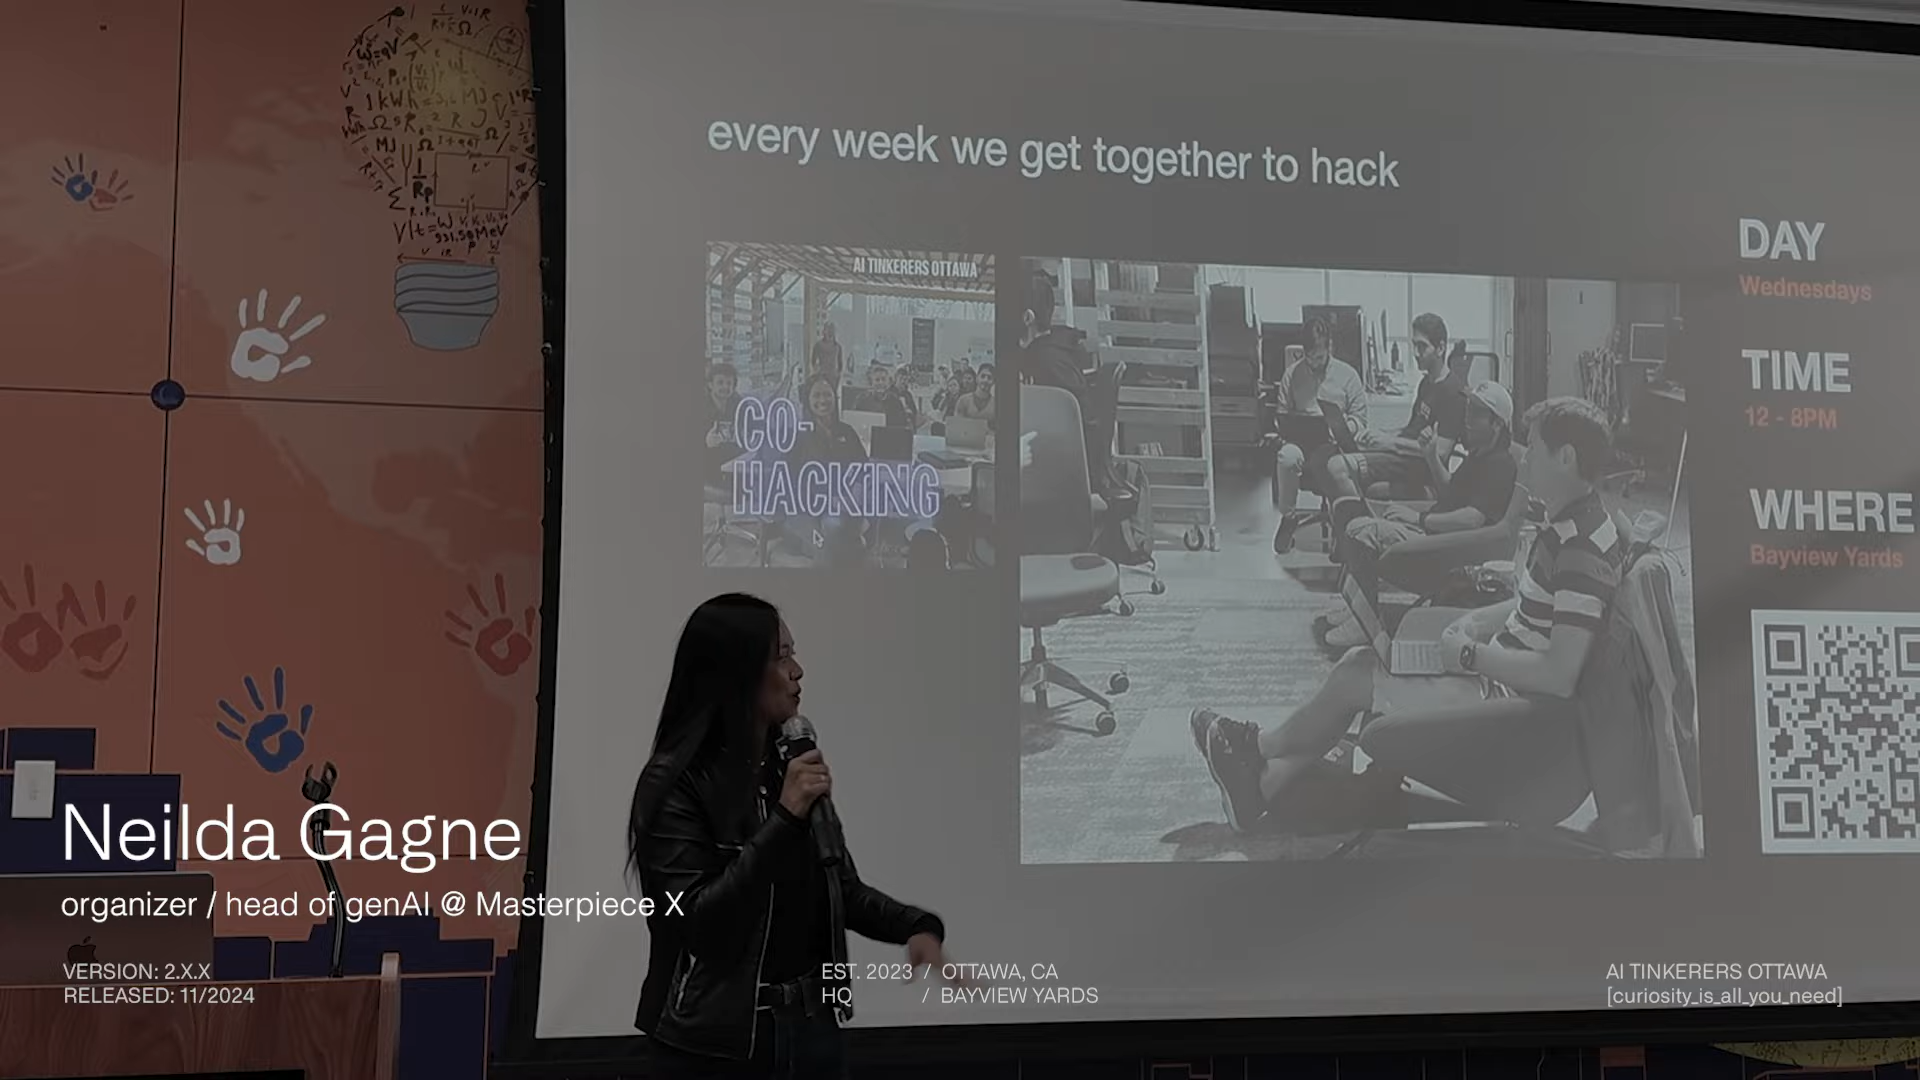 every week we get together to hack
AI TINKERERS OTTAWA
CO-
HACKING
DAY
Wednesdays
TIME
12 - 8PM
WHERE
Bayview Yards
Neilda Gagne
organizer / head of genAI @ Masterpiece X
VERSION: 2.X.X
RELEASED: 11/2024
EST. 2023 / OTTAWA, CA
HQ / BAYVIEW YARDS
AI TINKERERS OTTAWA
[curiosity_is_all_you_need]